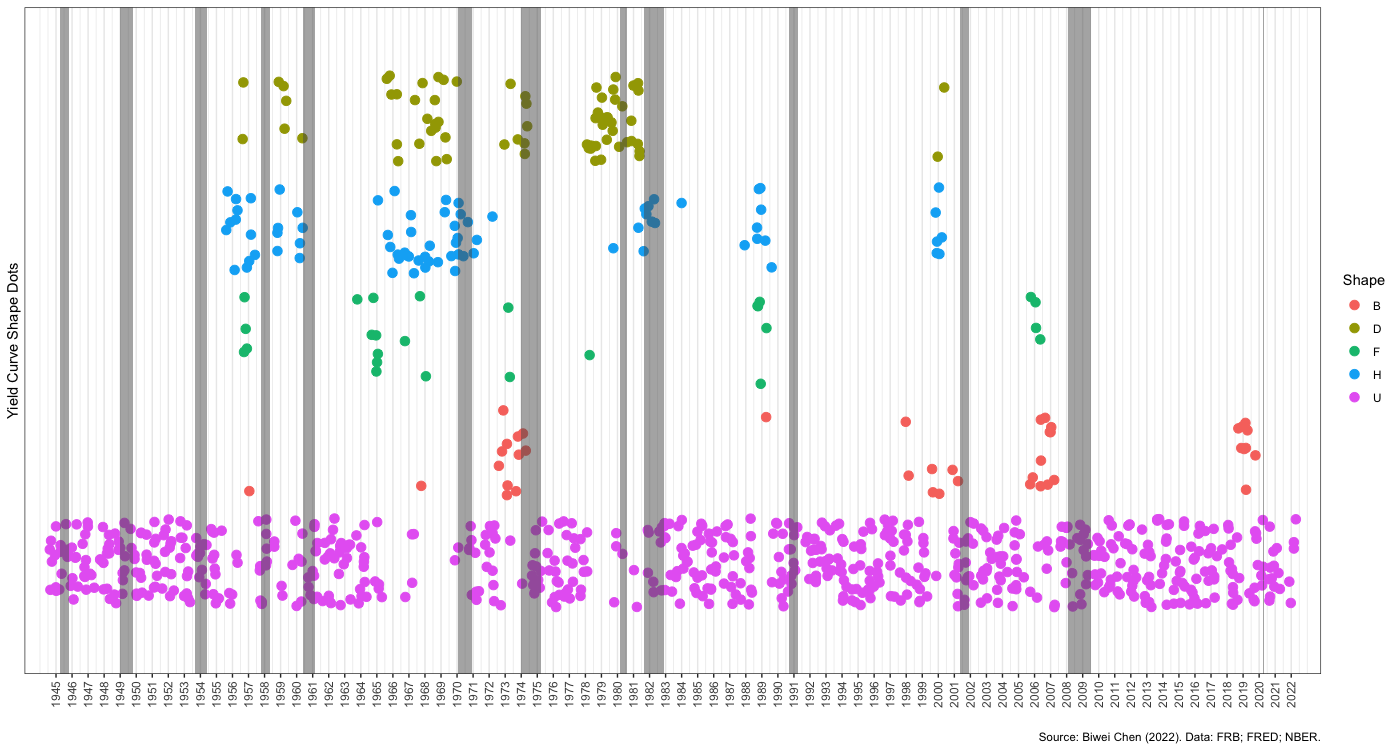 Yield Curve Shape Dots
Shape
B
D
F
H
U
1945 1946 1947 1948 1949 1950 1951 1952 1953 1954 1955 1956 1957 1958 1959 1960 1961 1962 1963 1964 1965 1966 1967 1968 1969 1970 1971 1972 1973 1974 1975 1976 1977 1978 1979 1980 1981 1982 1983 1984 1985 1986 1987 1988 1989 1990 1991 1992 1993 1994 1995 1996 1997 1998 1999 2000 2001 2002 2003 2004 2005 2006 2007 2008 2009 2010 2011 2012 2013 2014 2015 2016 2017 2018 2019 2020 2021 2022
Source: Biwei Chen (2022). Data: FRB; FRED; NBER.